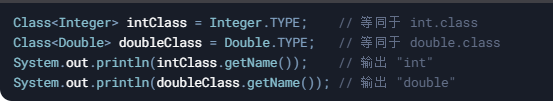 Class<Integer> intClass = Integer.TYPE;    // 等同于 int.class
Class<Double> doubleClass = Double.TYPE;   // 等同于 double.class
System.out.println(intClass.getName());    // 输出 "int"
System.out.println(doubleClass.getName()); // 输出 "double"